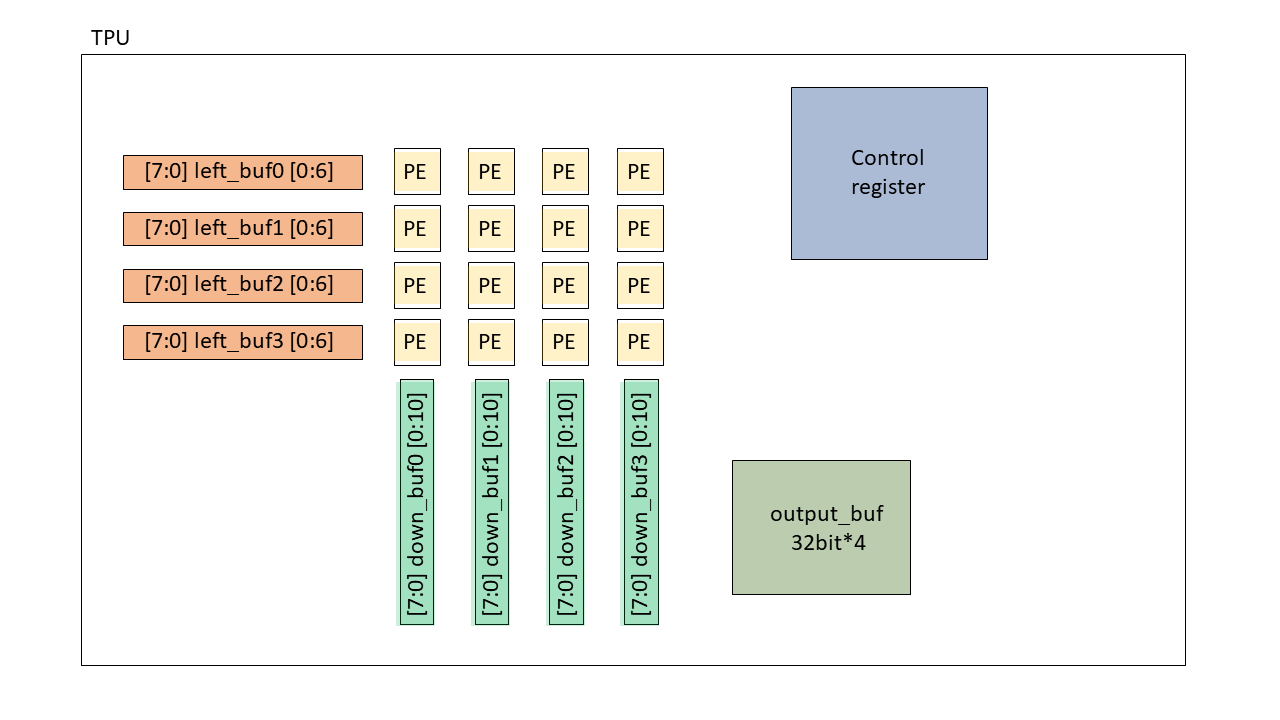 TPU
[7:0] left_buf0 [0:6]
PE PE PE PE
[7:0] left_buf1 [0:6]
PE PE PE PE
[7:0] left_buf2 [0:6]
PE PE PE PE
[7:0] left_buf3 [0:6]
PE PE PE PE
[7:0] down_buf0 [0:10]
[7:0] down_buf1 [0:10]
[7:0] down_buf2 [0:10]
[7:0] down_buf3 [0:10]
Control
register
output_buf
32bit*4